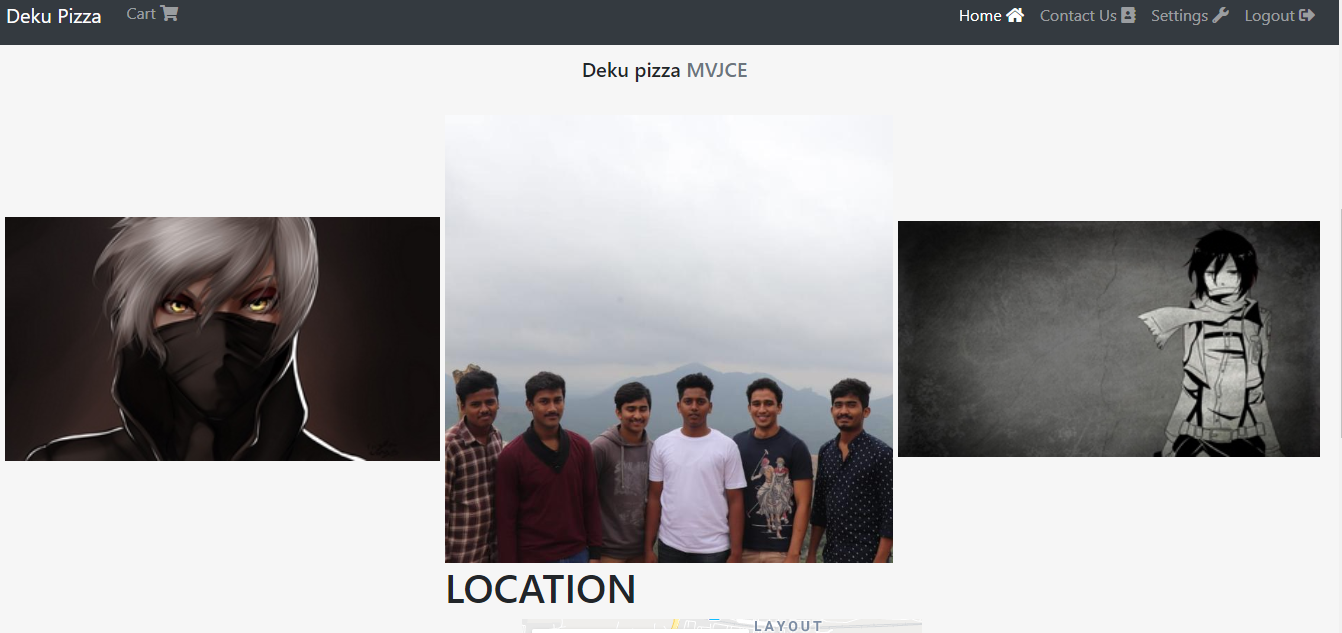 Deku Pizza Cart Home Contact Us Settings Logout
Deku pizza MVJCE
LOCATION
LAYOUT